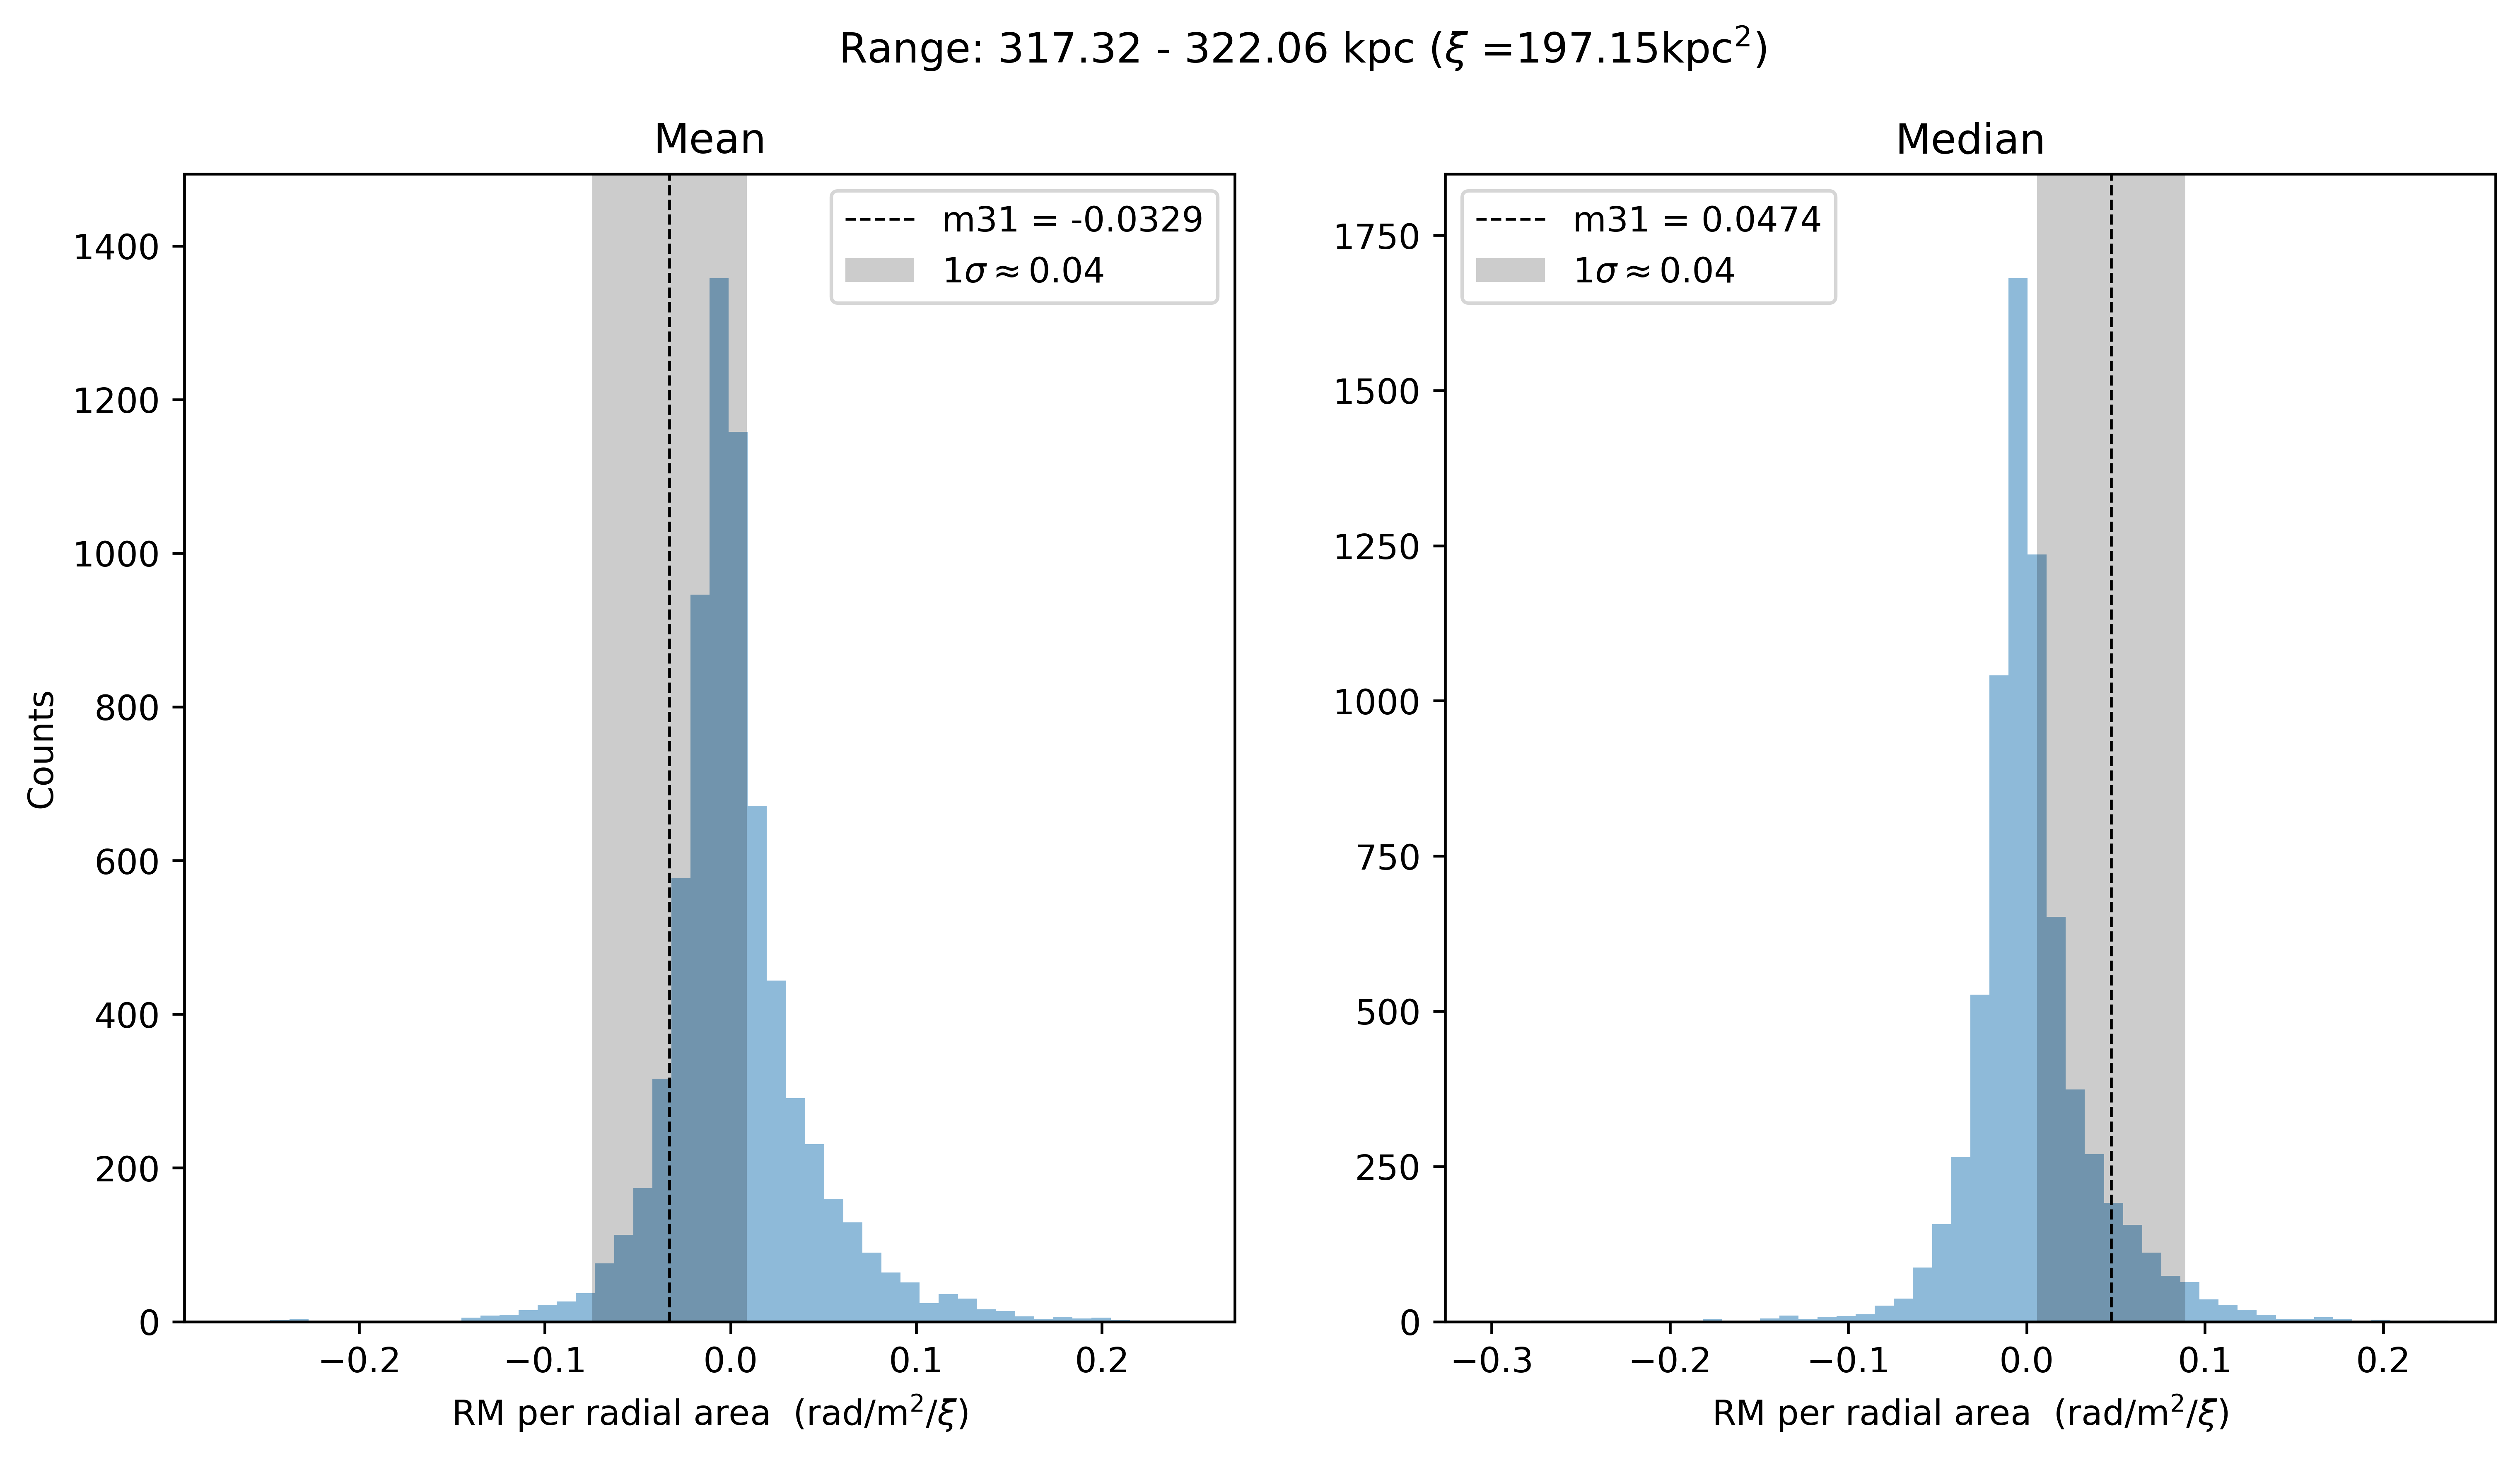 Range: 317.32 - 322.06 kpc (ξ =197.15kpc²)
Mean
m31 = -0.0329
1σ ≈ 0.04
1400
1200
1000
800
600
400
200
0
Counts
−0.2 −0.1 0.0 0.1 0.2
RM per radial area (rad/m²/ξ)
Median
m31 = 0.0474
1σ ≈ 0.04
1750
1500
1250
1000
750
500
250
0
−0.3 −0.2 −0.1 0.0 0.1 0.2
RM per radial area (rad/m²/ξ)